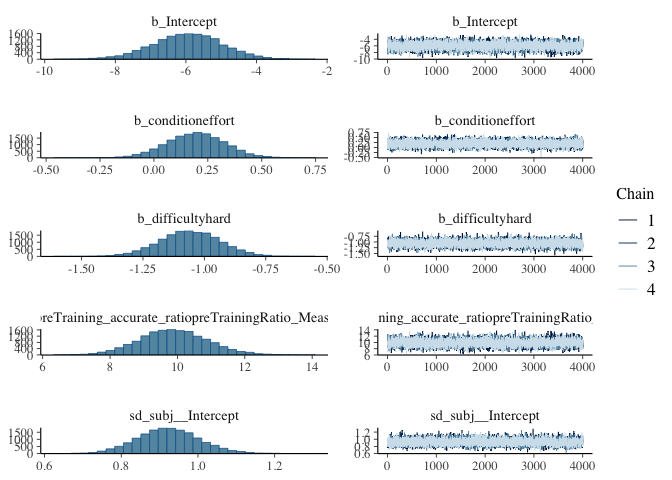 b_Intercept
b_Intercept
1600
1200
800
400
0
-10 -8 -6 -4 -2
-4
-6
-8
-10
0 1000 2000 3000 4000
b_conditioneffort
b_conditioneffort
1500
1000
500
0
-0.50 -0.25 0.00 0.25 0.50 0.75
0.75
0.50
0.25
0.00
-0.50
0 1000 2000 3000 4000
b_difficultyhard
b_difficultyhard
1500
1000
500
0
-1.50 -1.25 -1.00 -0.75 -0.50
-0.75
-1.00
-1.25
-1.50
0 1000 2000 3000 4000
preTraining_accurate_ratiopreTrainingRatio_Meas
ning_accurate_ratiopreTrainingRatio_
1600
1200
800
400
0
6 8 10 12 14
14
12
10
8
6
0 1000 2000 3000 4000
sd_subj__Intercept
sd_subj__Intercept
1500
1000
500
0
0.6 0.8 1.0 1.2
1.2
1.0
0.8
0.6
0 1000 2000 3000 4000
Chain
1
2
3
4